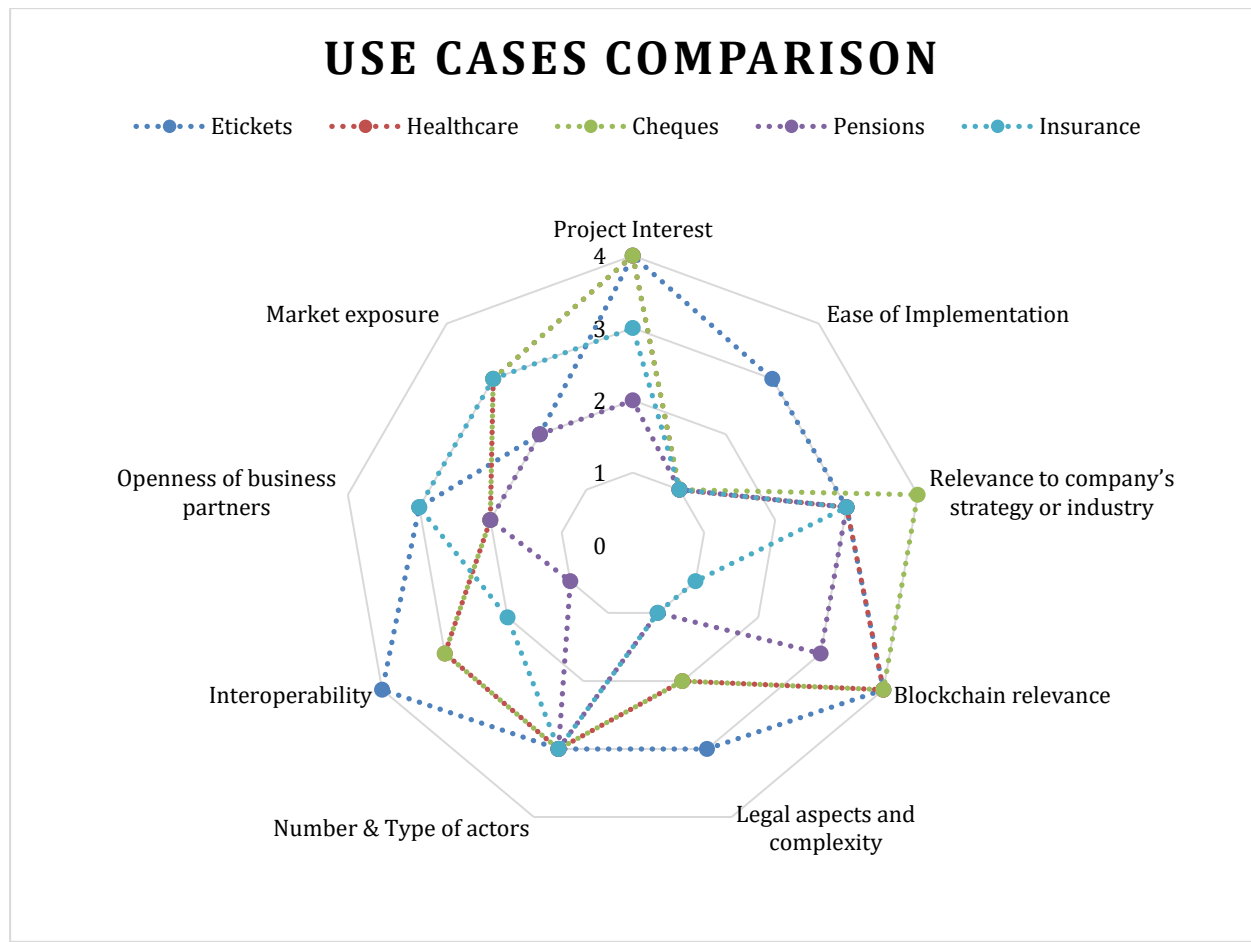 USE CASES COMPARISON
Etickets Healthcare Cheques Pensions Insurance
Project Interest
4
Market exposure
Ease of Implementation
3
2
Openness of business
partners
Relevance to company’s
strategy or industry
1
0
Interoperability
Blockchain relevance
Number & Type of actors
Legal aspects and
complexity